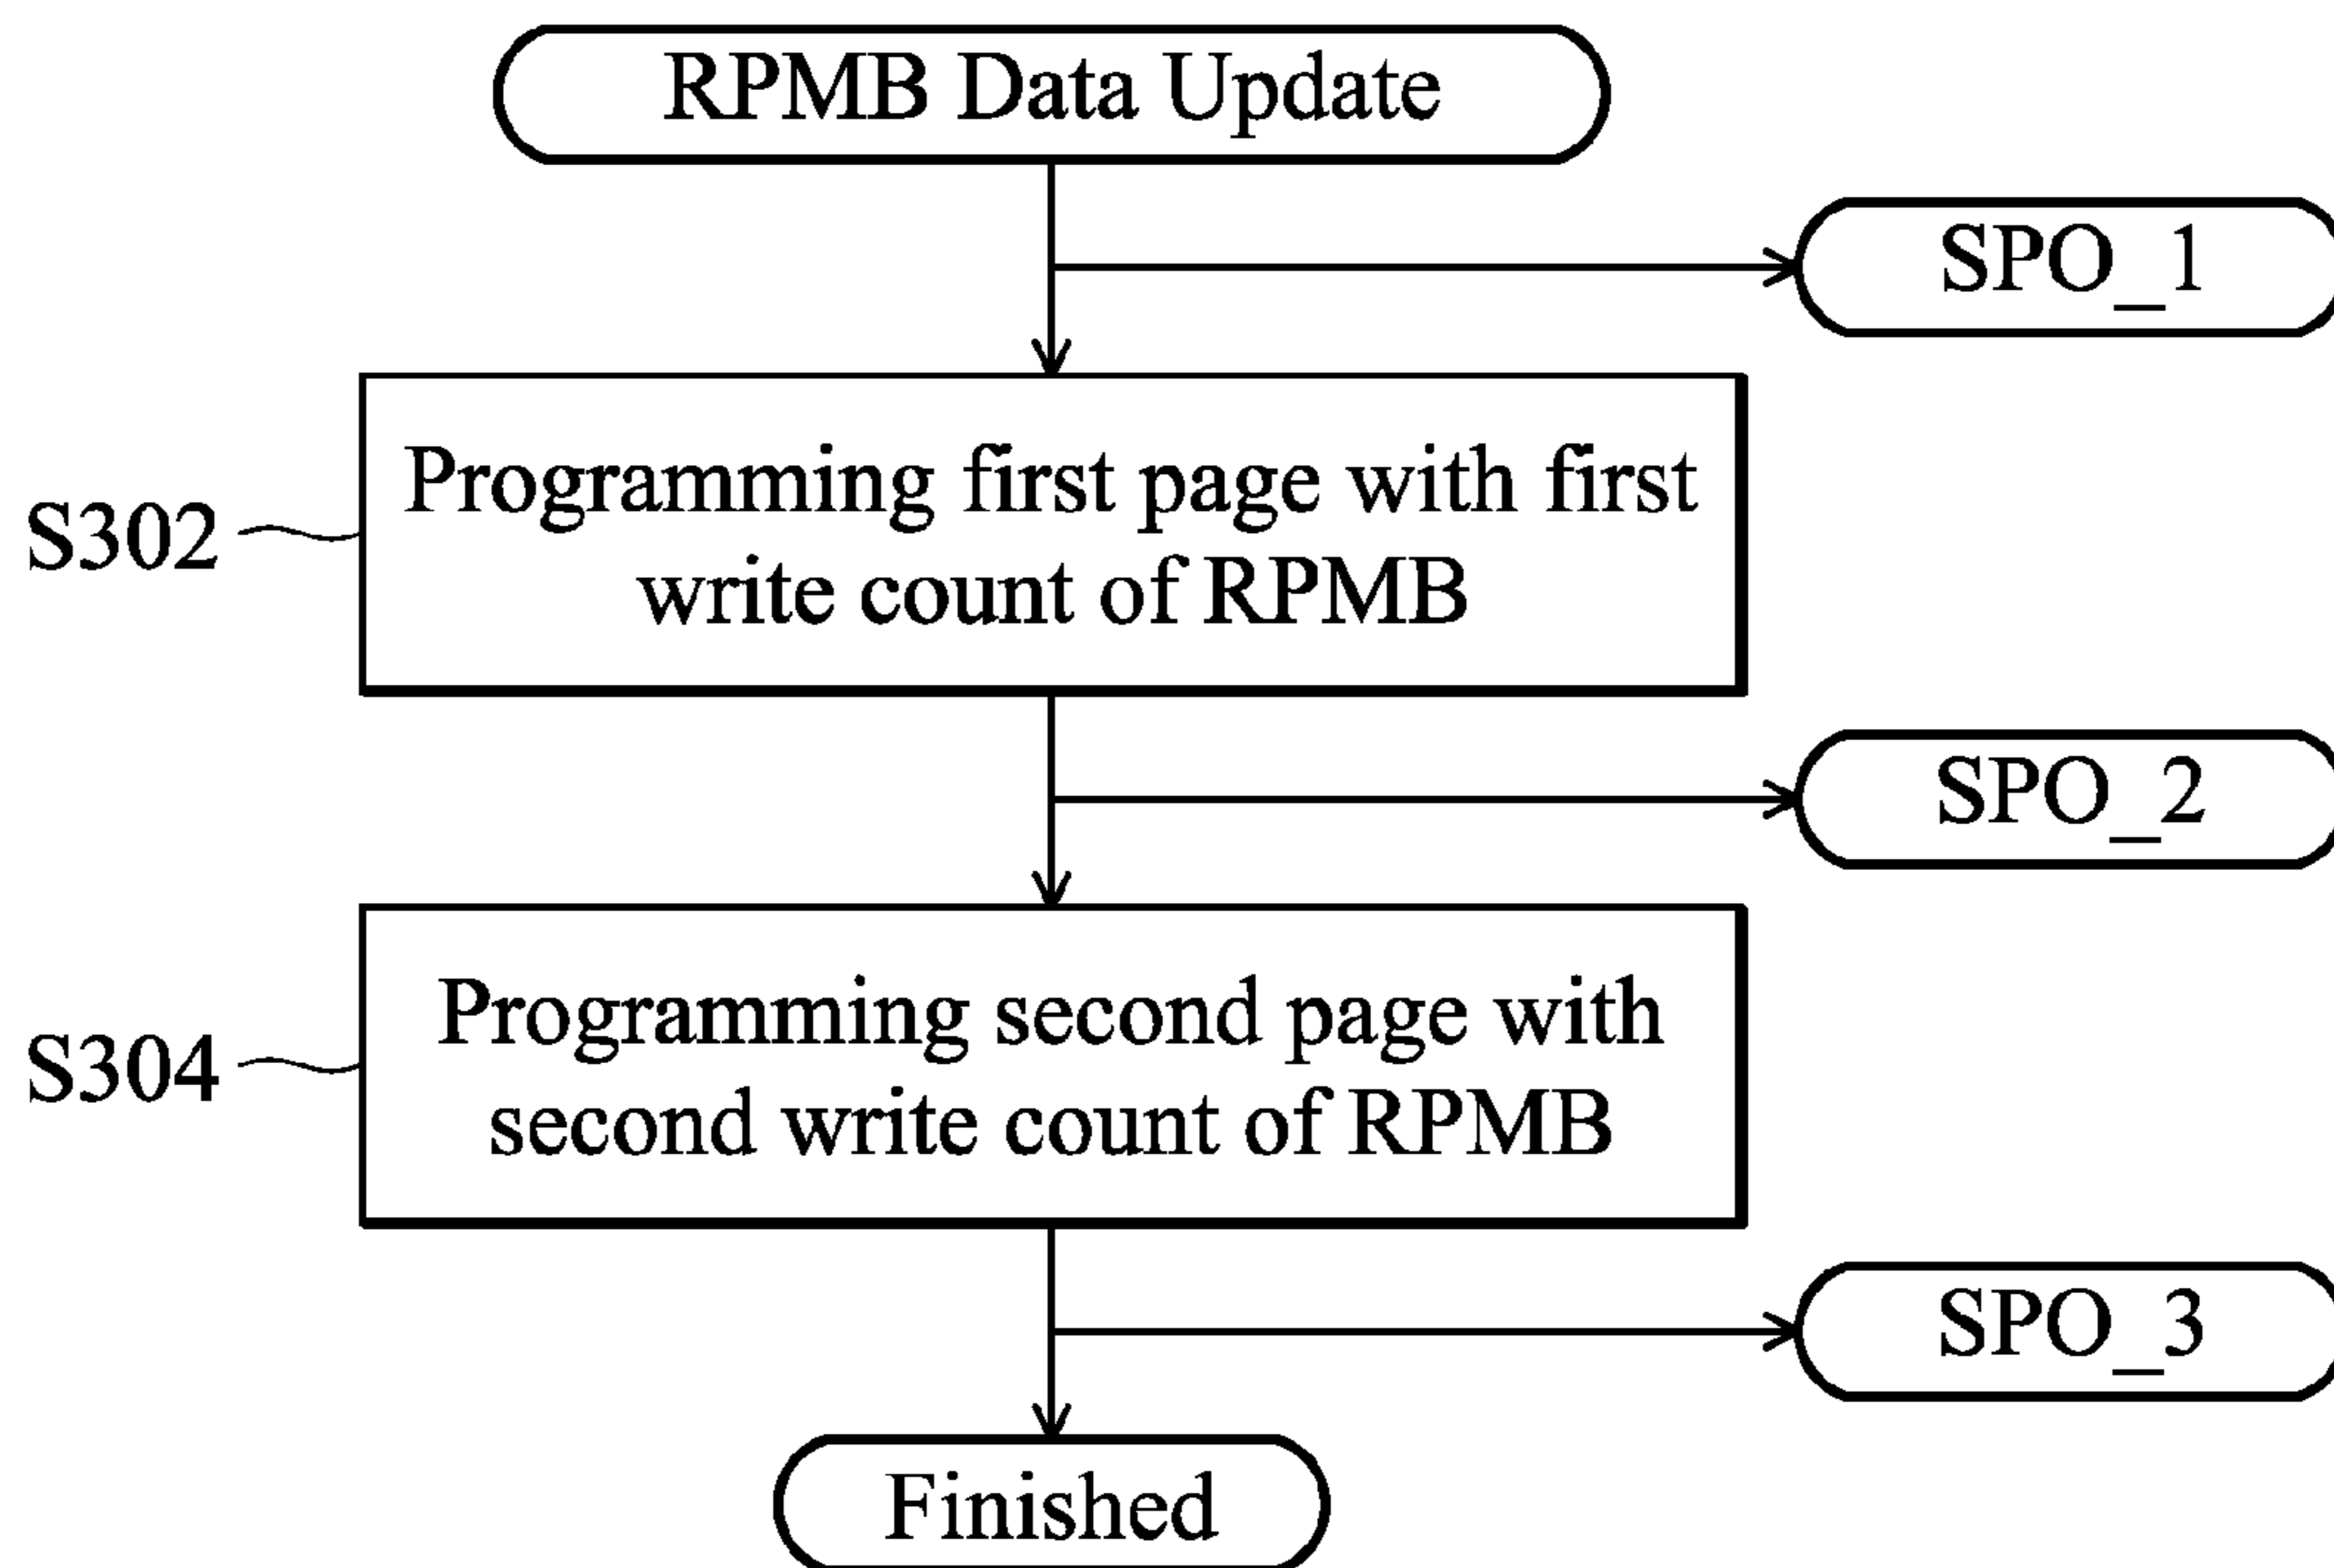 RPMB Data Update
SPO_1
Programming first page with first
write count of RPMB
S302
SPO_2
Programming second page with
second write count of RPMB
S304
SPO_3
Finished